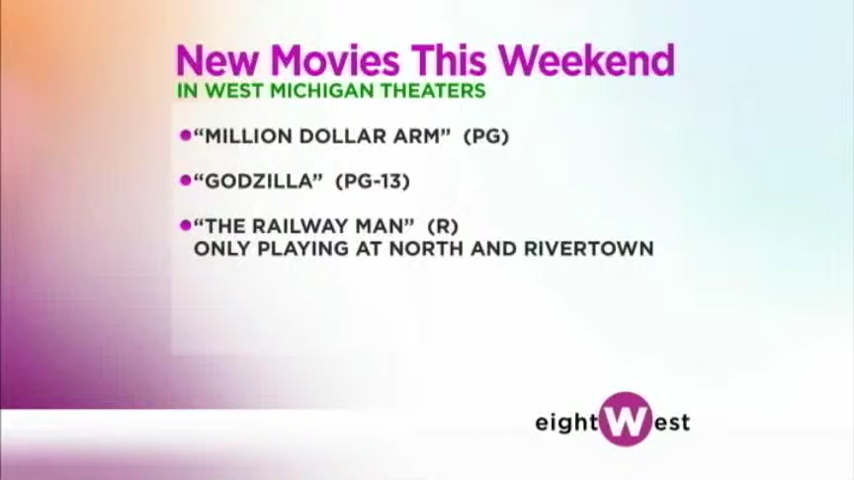 New Movies This Weekend
IN WEST MICHIGAN THEATERS
•“MILLION DOLLAR ARM” (PG)
•“GODZILLA” (PG-13)
•“THE RAILWAY MAN” (R)
ONLY PLAYING AT NORTH AND RIVERTOWN
eightWest